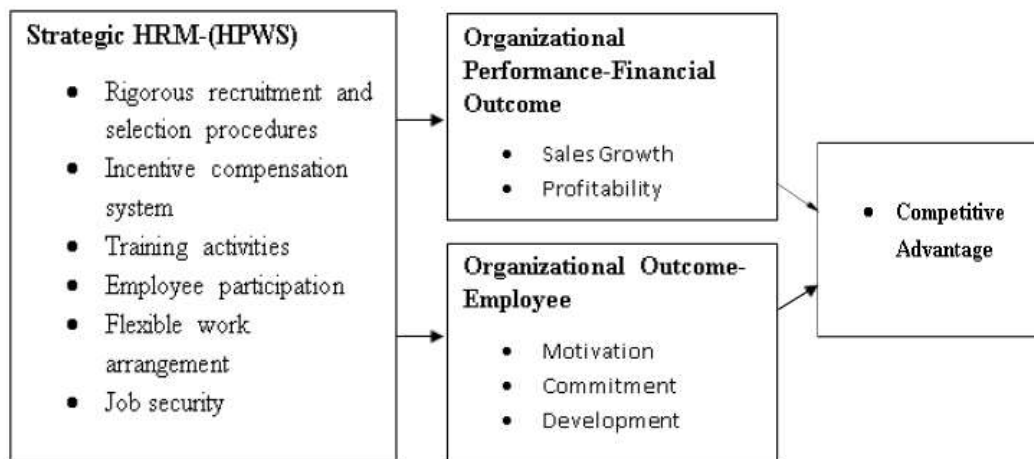 Strategic HRM-(HPWS)
• Rigorous recruitment and
selection procedures
• Incentive compensation
system
• Training activities
• Employee participation
• Flexible work
arrangement
• Job security
Organizational
Performance-Financial
Outcome
• Sales Growth
• Profitability
Organizational Outcome-
Employee
• Motivation
• Commitment
• Development
• Competitive
Advantage